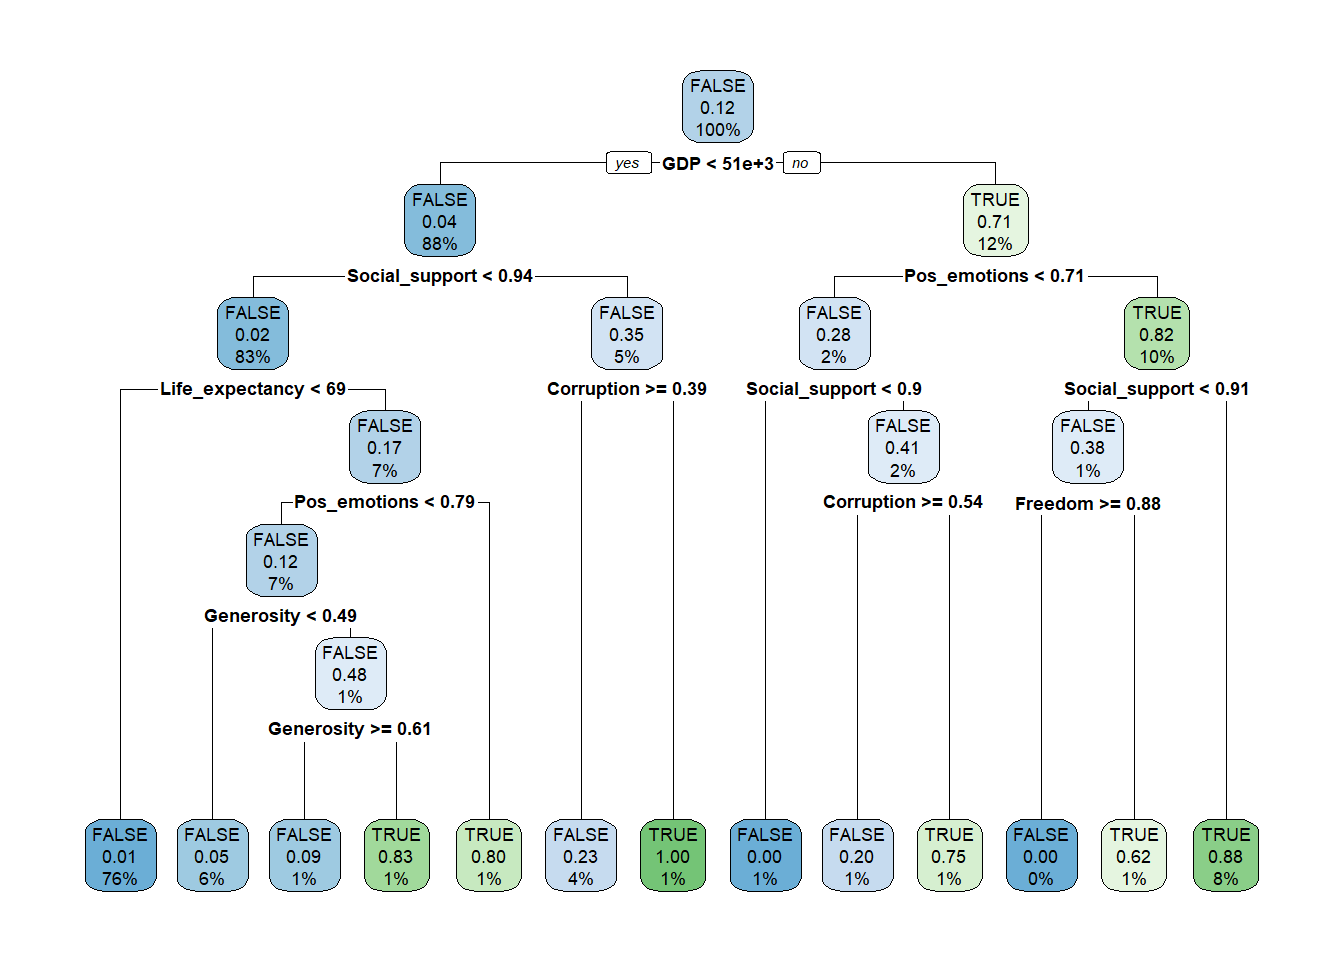 FALSE
0.12
100%
yes GDP < 51e+3 no
FALSE
0.04
88%
TRUE
0.71
12%
Social_support < 0.94
Pos_emotions < 0.71
FALSE
0.02
83%
FALSE
0.35
5%
FALSE
0.28
2%
TRUE
0.82
10%
Life_expectancy < 69
Corruption >= 0.39
Social_support < 0.9
Social_support < 0.91
FALSE
0.17
7%
FALSE
0.41
2%
FALSE
0.38
1%
Pos_emotions < 0.79
Corruption >= 0.54
Freedom >= 0.88
FALSE
0.12
7%
Generosity < 0.49
FALSE
0.48
1%
Generosity >= 0.61
FALSE
0.01
76%
FALSE
0.05
6%
FALSE
0.09
1%
TRUE
0.83
1%
TRUE
0.80
1%
FALSE
0.23
4%
TRUE
1.00
1%
FALSE
0.00
1%
FALSE
0.20
1%
TRUE
0.75
1%
FALSE
0.00
0%
TRUE
0.62
1%
TRUE
0.88
8%